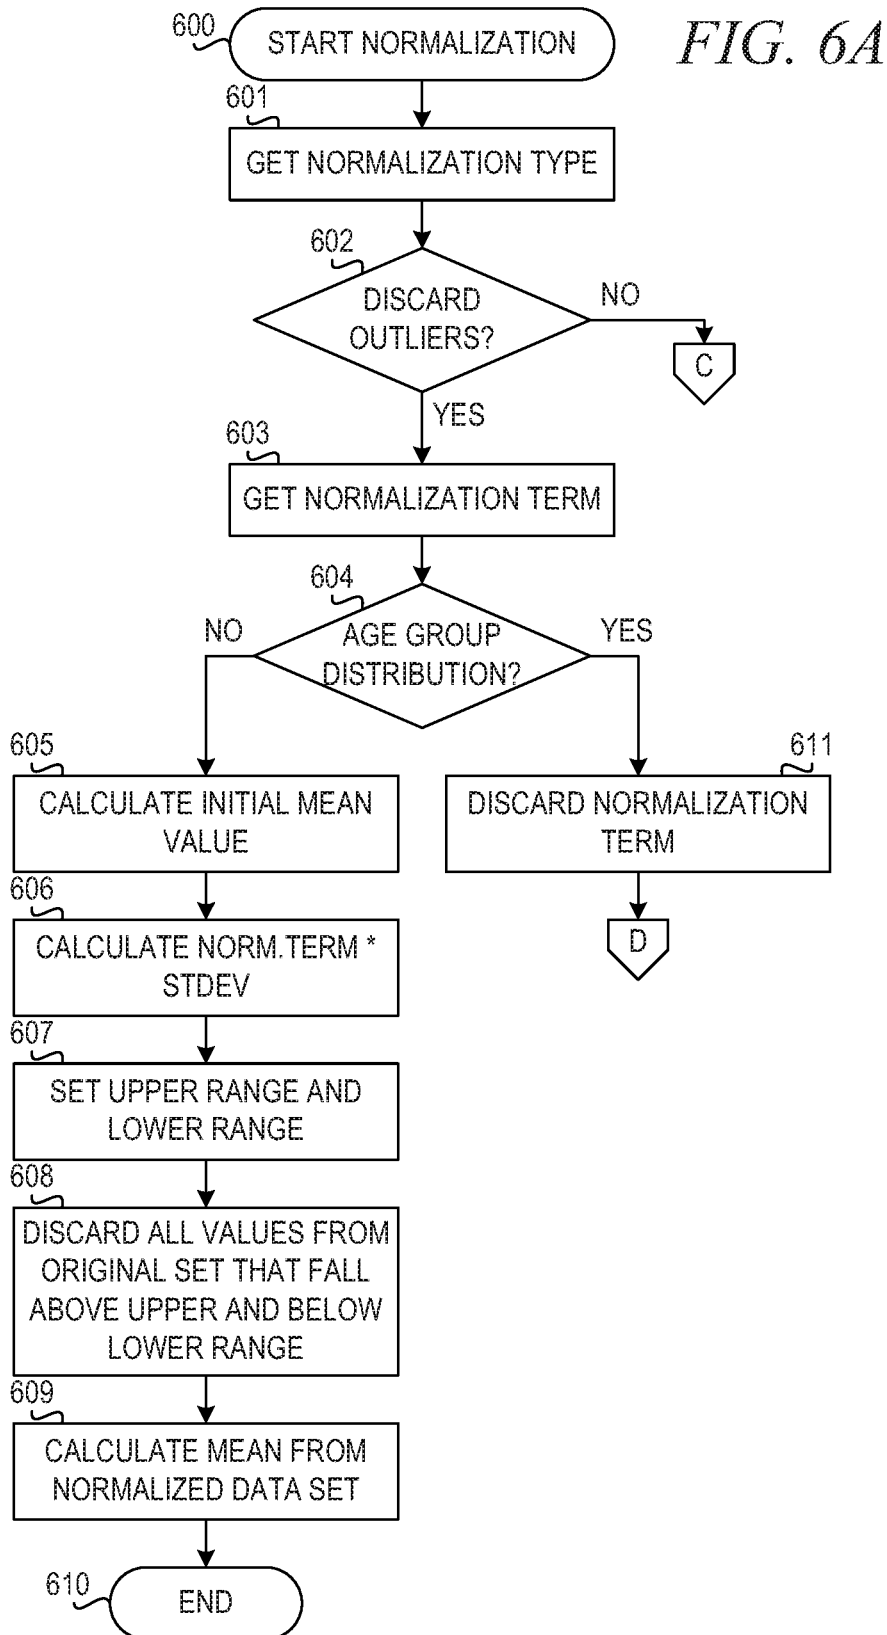 600
START NORMALIZATION
FIG. 6A
601
GET NORMALIZATION TYPE
602
DISCARD
OUTLIERS?
NO
C
YES
603
GET NORMALIZATION TERM
604
NO
AGE GROUP
DISTRIBUTION?
YES
605
CALCULATE INITIAL MEAN
VALUE
611
DISCARD NORMALIZATION
TERM
606
CALCULATE NORM.TERM *
STDEV
D
607
SET UPPER RANGE AND
LOWER RANGE
608
DISCARD ALL VALUES FROM
ORIGINAL SET THAT FALL
ABOVE UPPER AND BELOW
LOWER RANGE
609
CALCULATE MEAN FROM
NORMALIZED DATA SET
610
END